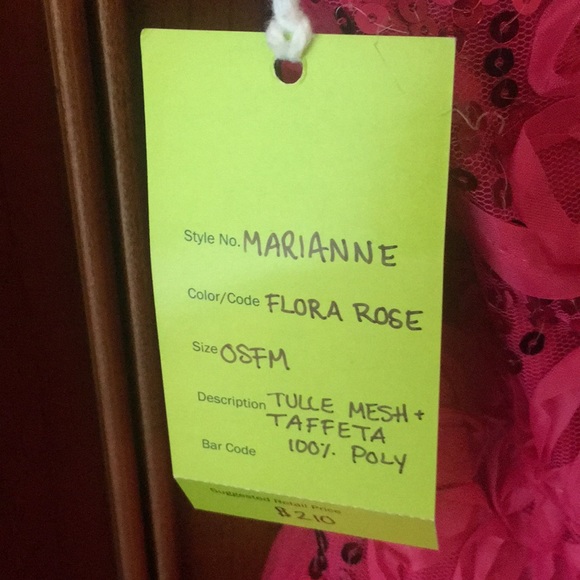 Style No. MARIANNE
Color/Code FLORA ROSE
Size OSFM
Description TULLE MESH +
TAFFETA
Bar Code 100% POLY
Suggested Retail Price
$210